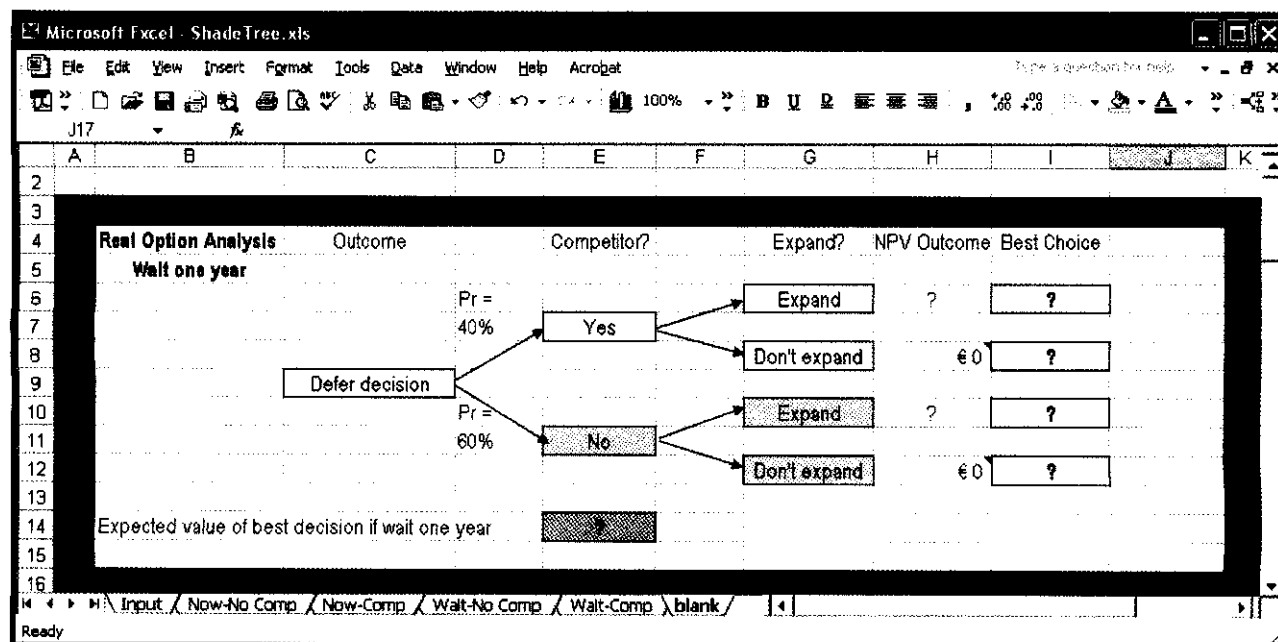 Microsoft Excel - ShadeTree.xls
File Edit View Insert Format Tools Data Window Help Acrobat Type a question for help
100% B U
J17 fx
A B C D E F G H I J K
2
3
4 Real Option Analysis Outcome Competitor? Expand? NPV Outcome Best Choice
5 Wait one year
6 Pr = Expand ? ?
7 40% Yes
8 Don't expand € 0 ?
9 Defer decision
10 Pr = Expand ? ?
11 60% No
12 Don't expand € 0 ?
13
14 Expected value of best decision if wait one year ?
15
16
Input / Now-No Comp / Now-Comp / Wait-No Comp / Wait-Comp \ blank /
Ready